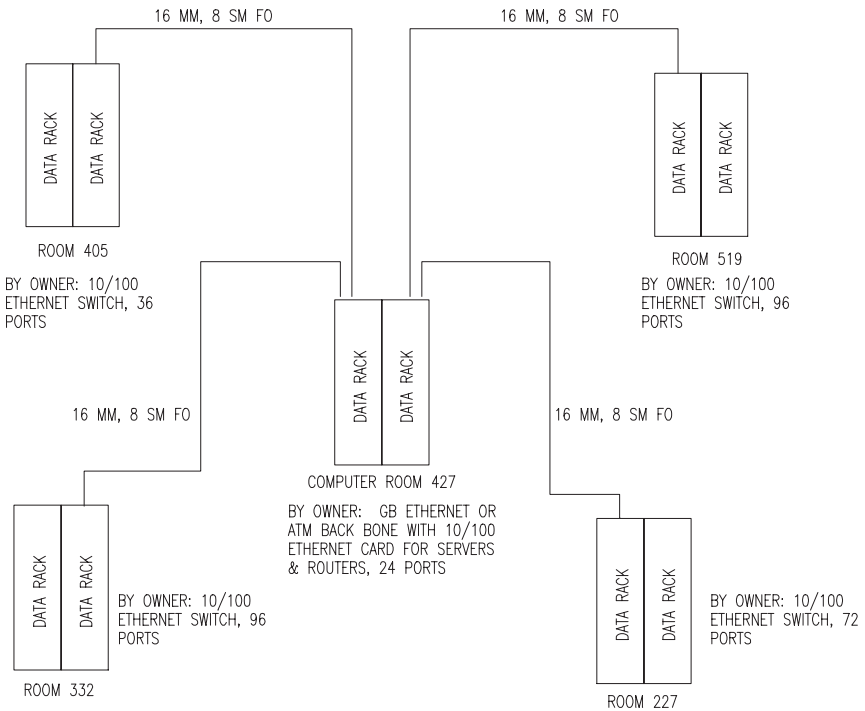 16 MM, 8 SM FO
16 MM, 8 SM FO
DATA RACK
DATA RACK
DATA RACK
DATA RACK
ROOM 405
BY OWNER: 10/100
ETHERNET SWITCH, 36
PORTS
ROOM 519
BY OWNER: 10/100
ETHERNET SWITCH, 96
PORTS
DATA RACK
DATA RACK
16 MM, 8 SM FO
16 MM, 8 SM FO
COMPUTER ROOM 427
BY OWNER: GB ETHERNET OR
ATM BACK BONE WITH 10/100
ETHERNET CARD FOR SERVERS
& ROUTERS, 24 PORTS
DATA RACK
DATA RACK
BY OWNER: 10/100
ETHERNET SWITCH, 96
PORTS
ROOM 332
DATA RACK
DATA RACK
BY OWNER: 10/100
ETHERNET SWITCH, 72
PORTS
ROOM 227